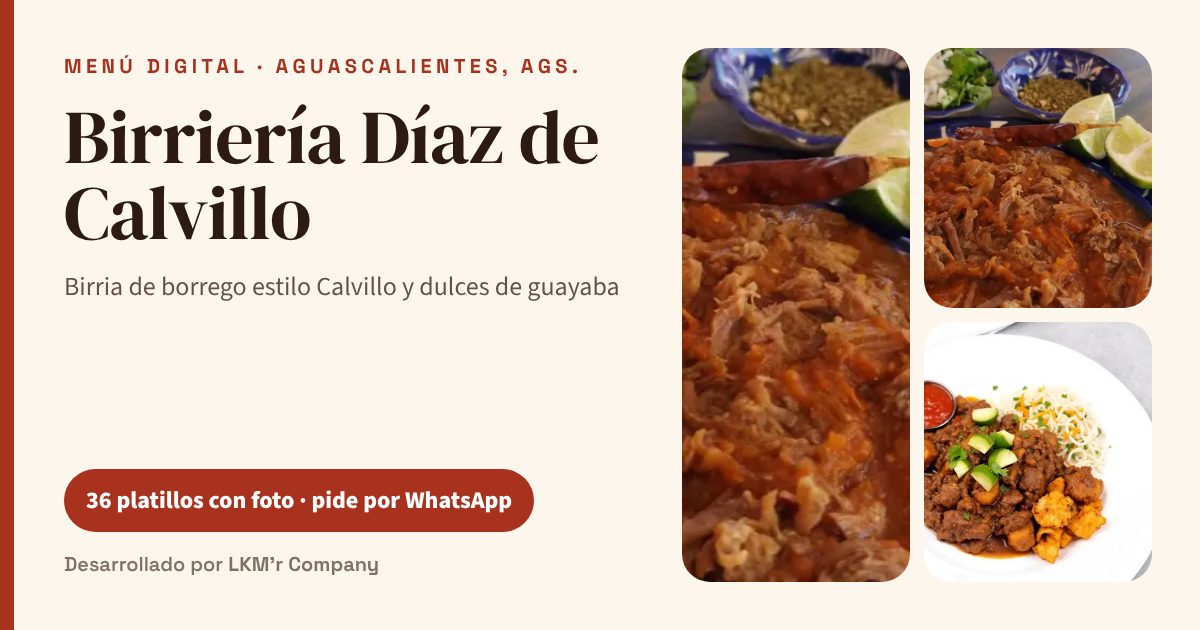 MENÚ DIGITAL · AGUASCALIENTES, AGS.
Birriería Díaz de
Calvillo
Birria de borrego estilo Calvillo y dulces de guayaba
36 platillos con foto · pide por WhatsApp
Desarrollado por LKM’r Company